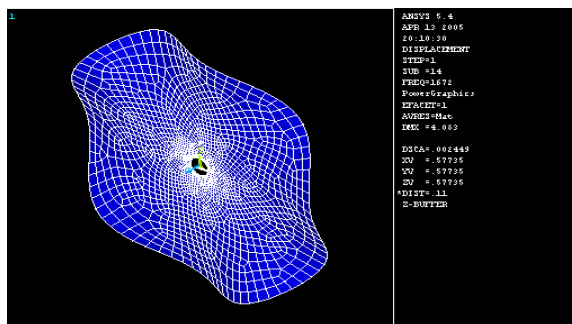 1
ANSYS 5.4
APR 13 2005
20:10:30
DISPLACEMENT
STEP=1
SUB =14
FREQ=1672
PowerGraphics
EFACET=1
AVRES=Mat
DMX =4.083
DSCA=.002449
XV =.57735
YV =.57735
ZV =.57735
*DIST=.11
Z-BUFFER